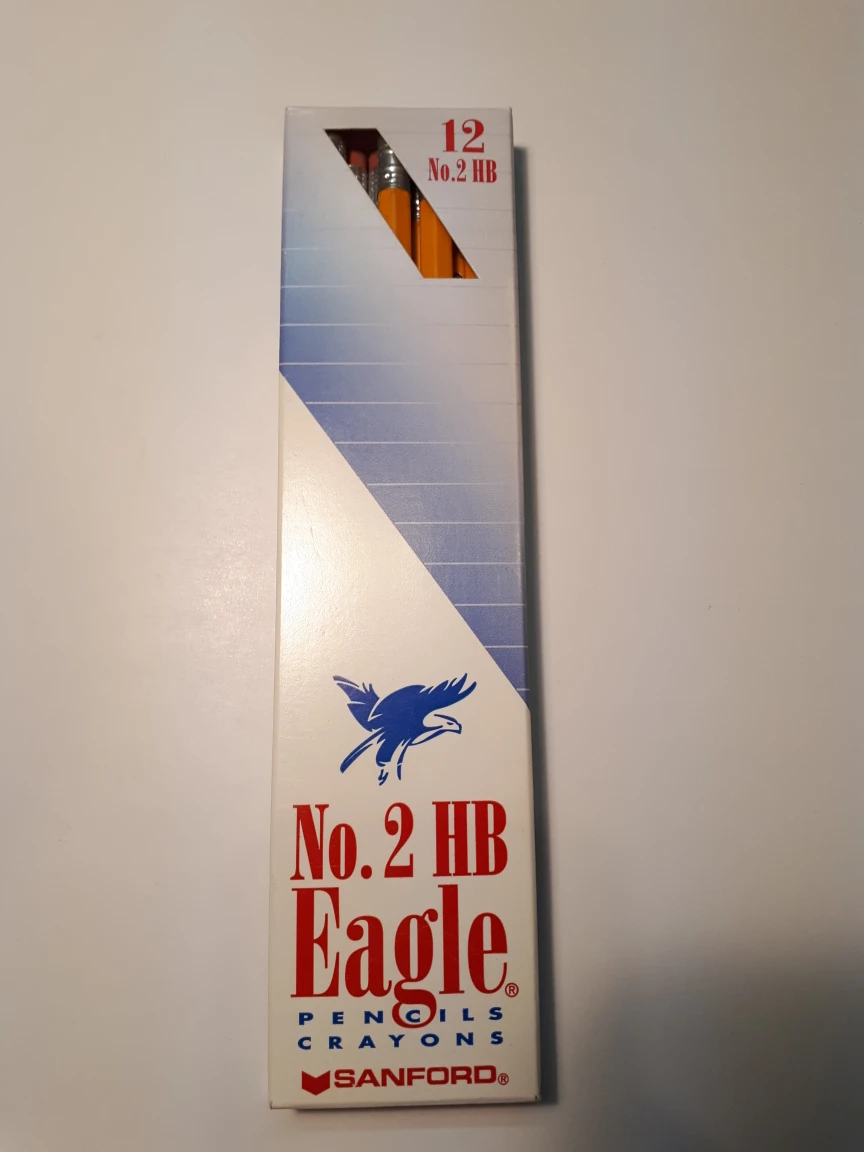 12
No.2 HB
No. 2 HB
Eagle®
PENCILS
CRAYONS
SANFORD®